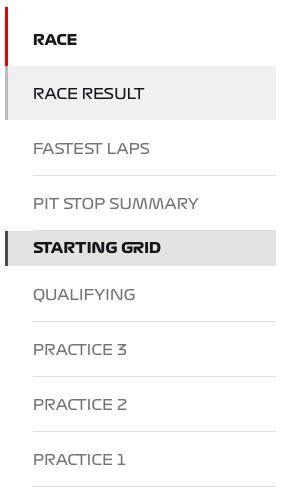 RACE
RACE RESULT
FASTEST LAPS
PIT STOP SUMMARY
STARTING GRID
QUALIFYING
PRACTICE 3
PRACTICE 2
PRACTICE 1